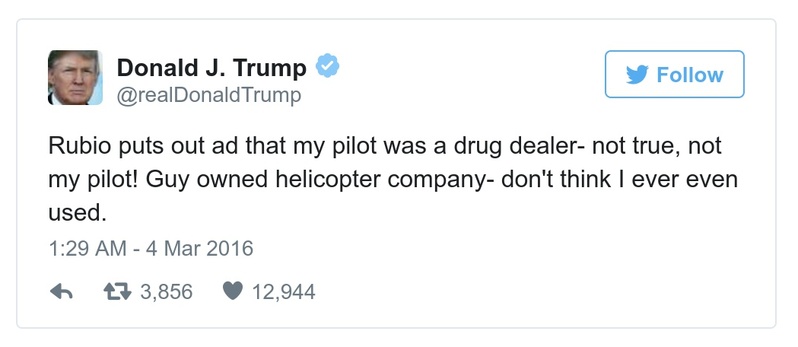 Donald J. Trump
@realDonaldTrump
Follow
Rubio puts out ad that my pilot was a drug dealer- not true, not
my pilot! Guy owned helicopter company- don't think I ever even
used.
1:29 AM - 4 Mar 2016
3,856 12,944